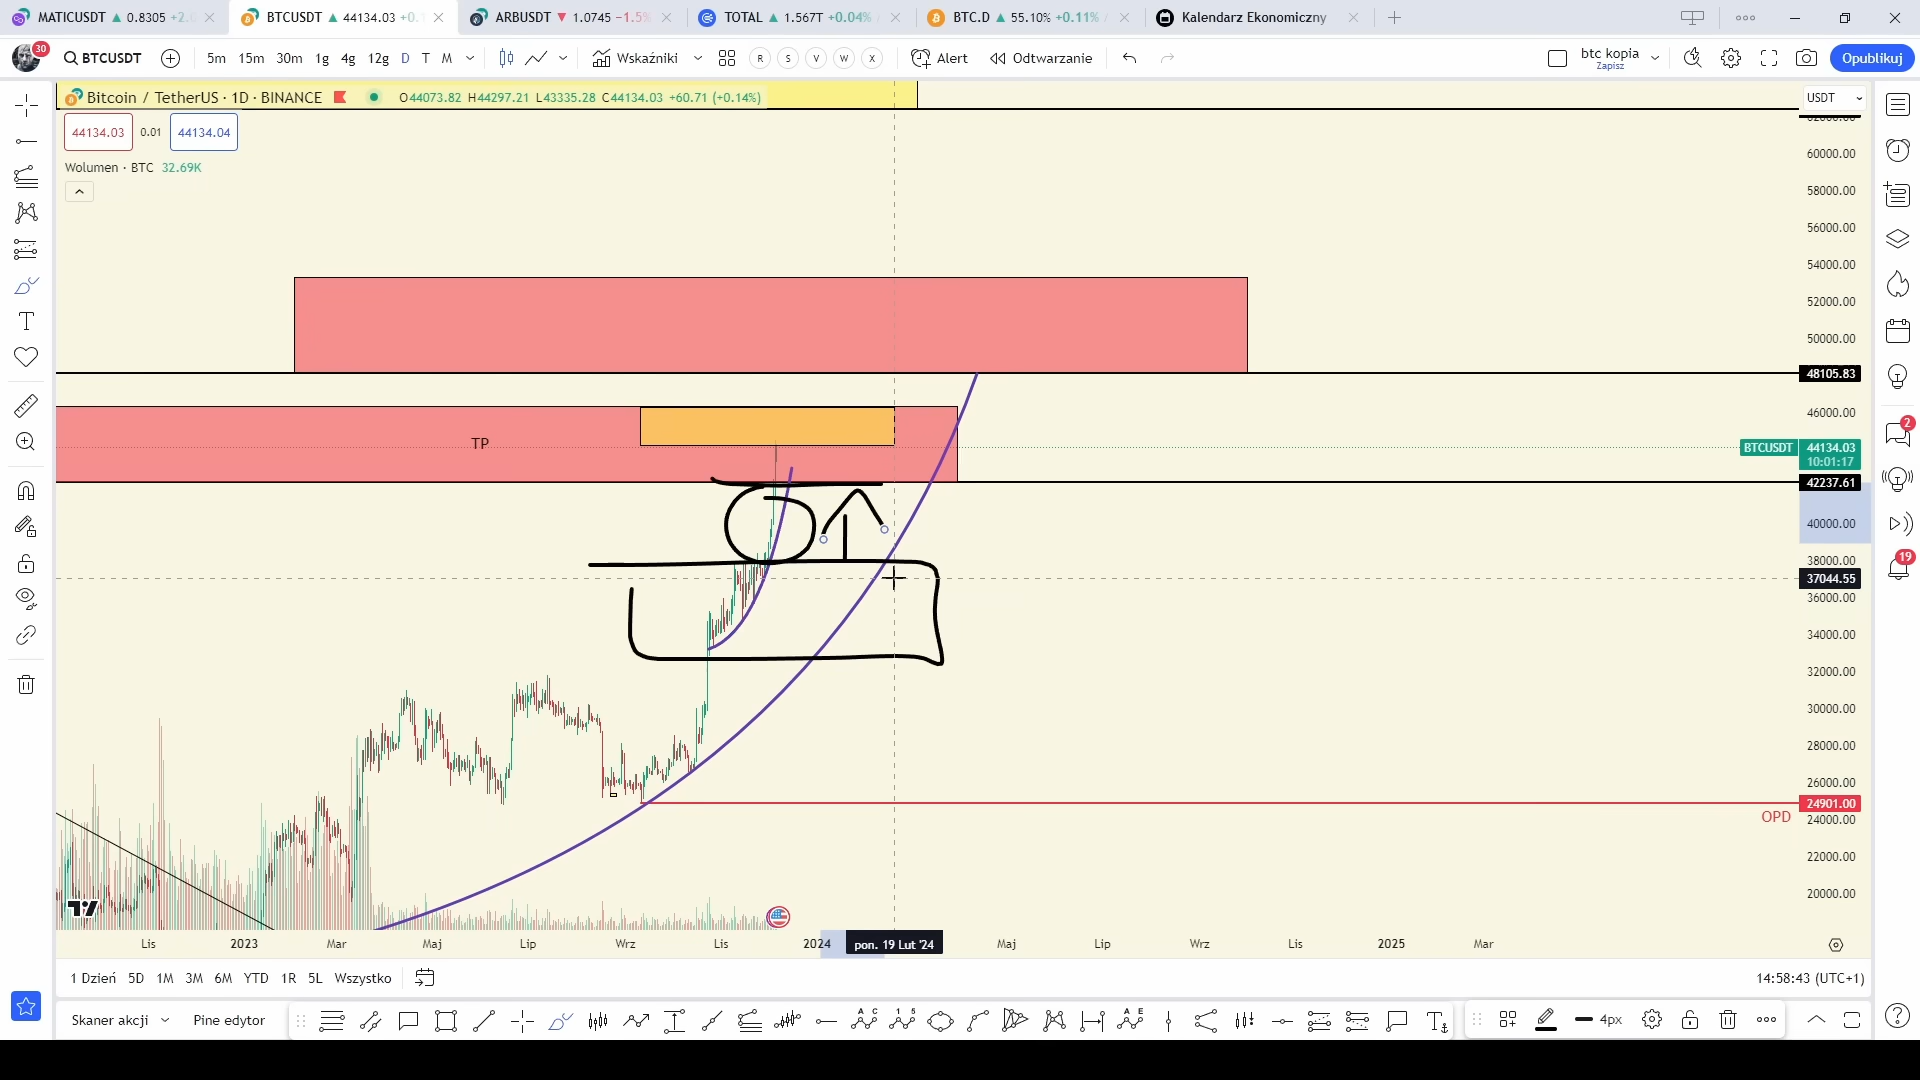 MATICUSDT ▲ 0.8305 +2.
BTCUSDT ▲ 44134.03 +0.
ARBUSDT ▼ 1.0745 −1.5%
TOTAL ▲ 1.567T +0.04%
BTC.D ▲ 55.10% +0.11%
Kalendarz Ekonomiczny
30
BTCUSDT
5m 15m 30m 1g 4g 12g D T M
Wskaźniki
R S V W X
Alert
Odtwarzanie
btc kopia
Zapisz
Opublikuj
Bitcoin / TetherUS · 1D · BINANCE
O44073.82 H44297.21 L43335.28 C44134.03 +60.71 (+0.14%)
USDT
44134.03 0.01 44134.04
Wolumen · BTC 32.69K
60000.00
58000.00
56000.00
54000.00
52000.00
50000.00
48105.83
46000.00
TP
BTCUSDT 44134.03
10:01:17
42237.61
40000.00
38000.00
37044.55
36000.00
34000.00
32000.00
30000.00
28000.00
26000.00
24901.00
OPD
24000.00
22000.00
20000.00
2
19
Lis 2023 Mar Maj Lip Wrz Lis 2024 pon. 19 Lut '24 Maj Lip Wrz Lis 2025 Mar
1 Dzień 5D 1M 3M 6M YTD 1R 5L Wszystko
14:58:43 (UTC+1)
Skaner akcji
Pine edytor
4px